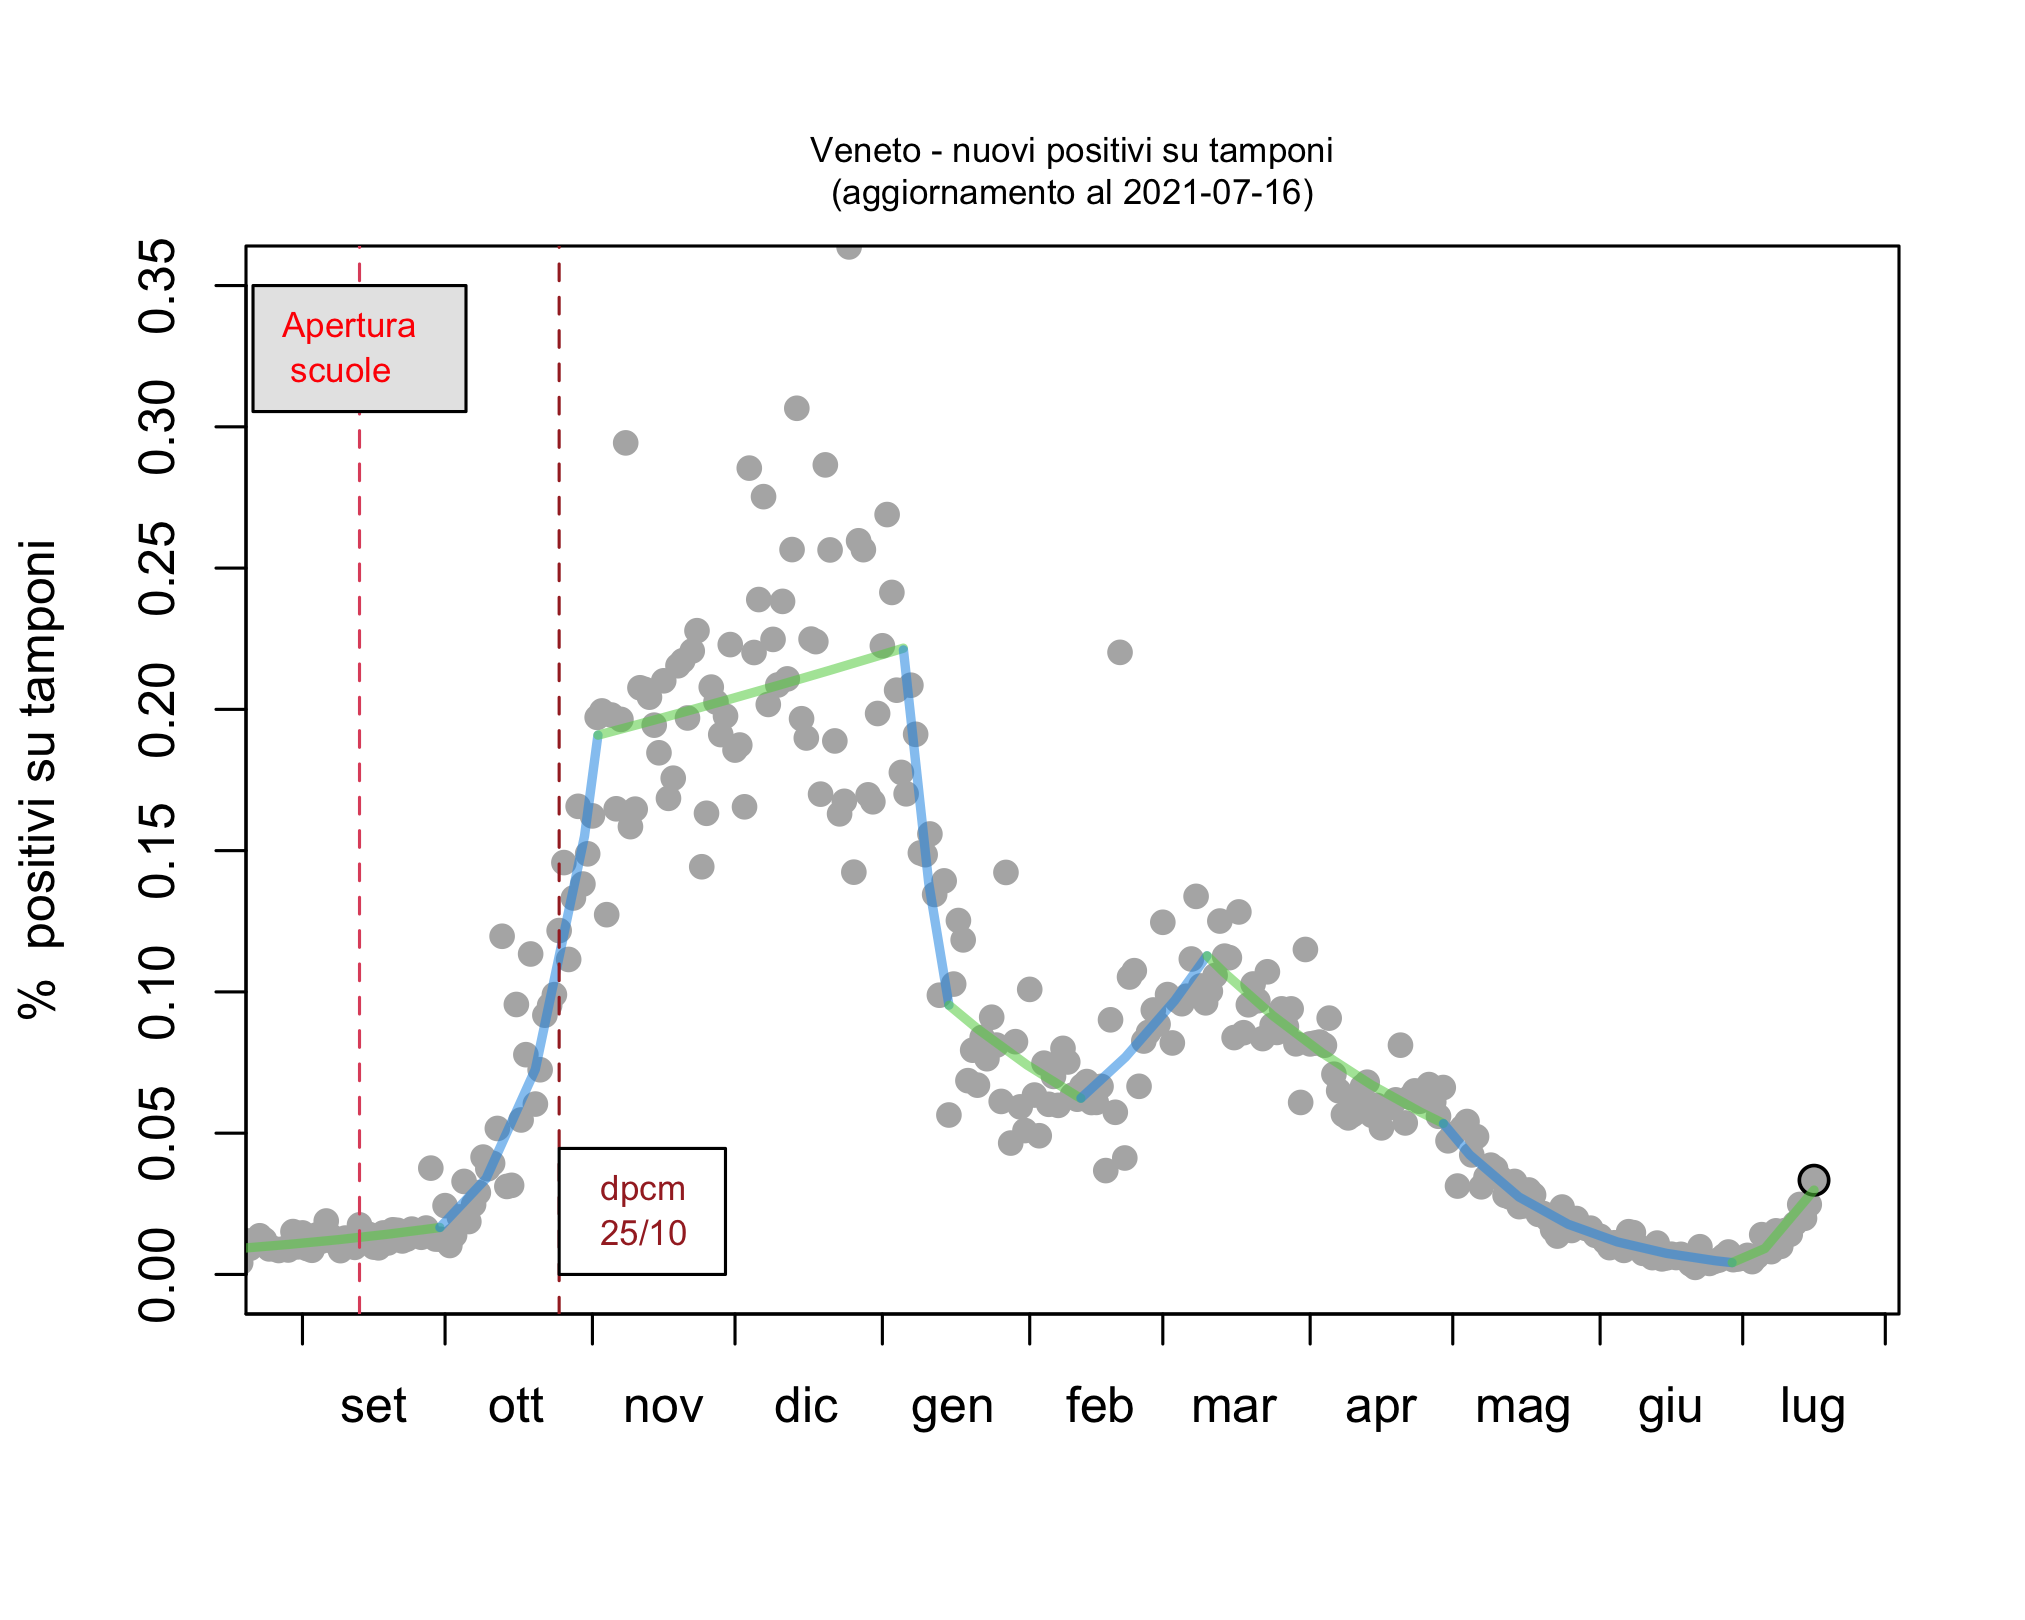 Veneto - nuovi positivi su tamponi
(aggiornamento al 2021-07-16)
% positivi su tamponi
0.35
0.30
0.25
0.20
0.15
0.10
0.05
0.00
Apertura
scuole
dpcm
25/10
set ott nov dic gen feb mar apr mag giu lug